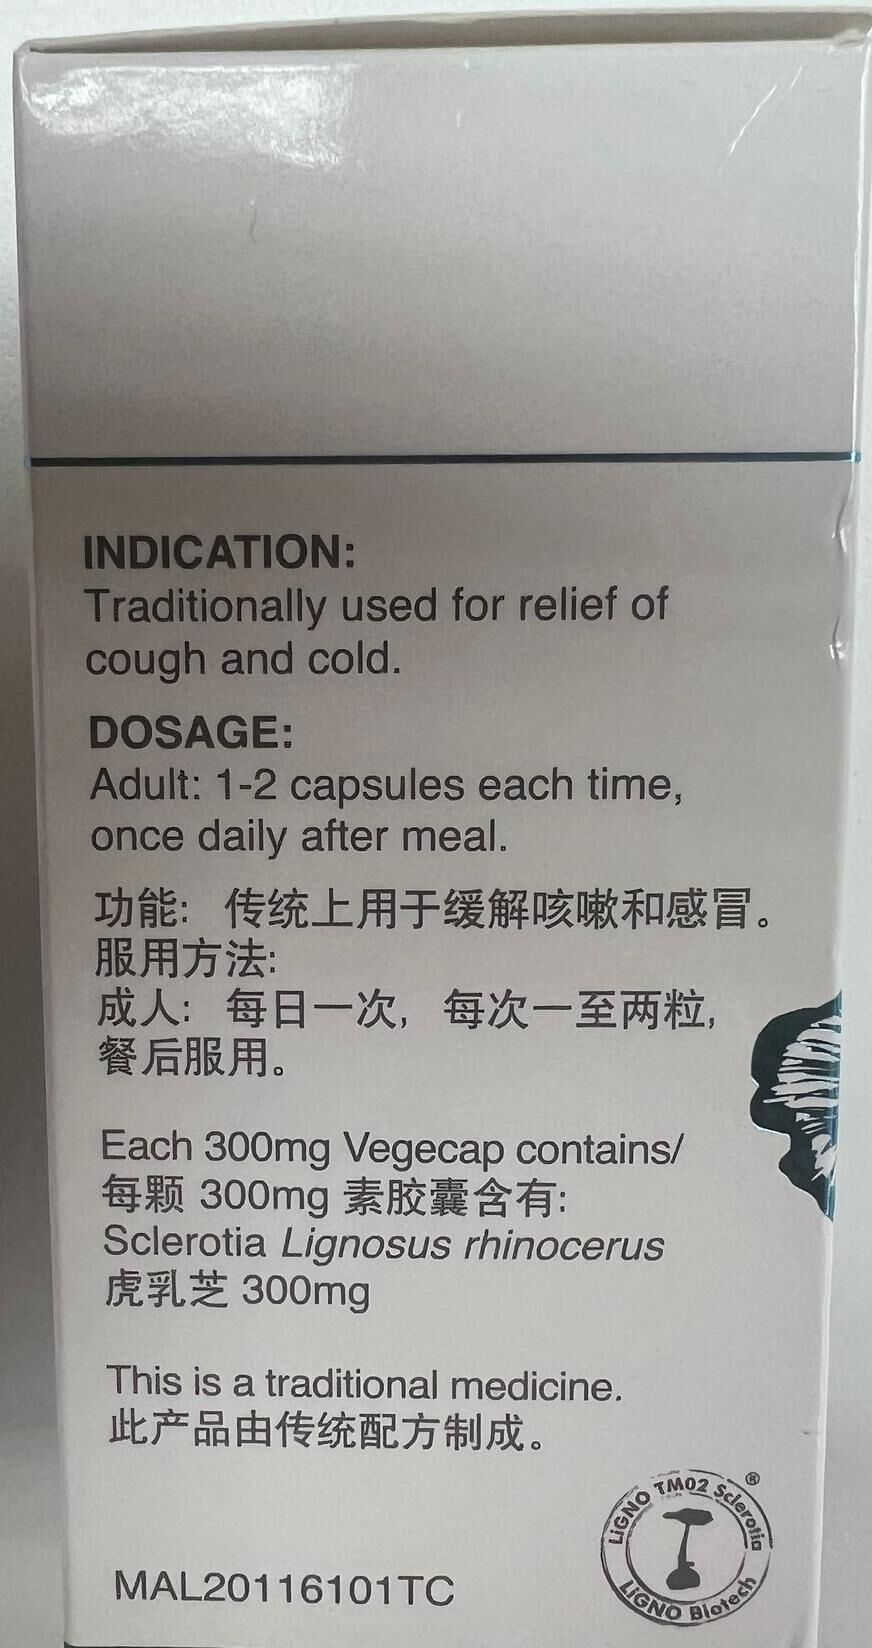 INDICATION:
Traditionally used for relief of
cough and cold.
DOSAGE:
Adult: 1-2 capsules each time,
once daily after meal.
功能: 传统上用于缓解咳嗽和感冒。
服用方法:
成人: 每日一次, 每次一至两粒,
餐后服用。
Each 300mg Vegecap contains/
每颗 300mg 素胶囊含有:
Sclerotia Lignosus rhinocerus
虎乳芝 300mg
This is a traditional medicine.
此产品由传统配方制成。
LiGNO TM02 Sclerotia
®
LiGNO Biotech
MAL20116101TC